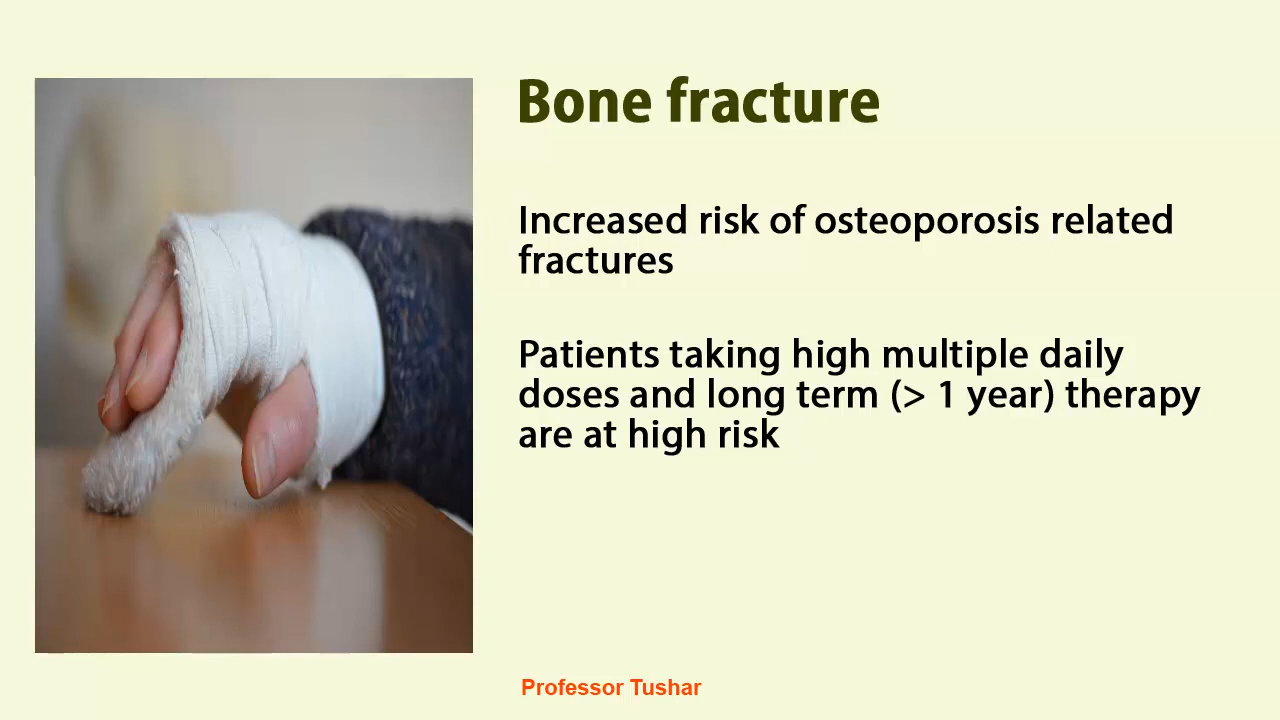 Bone fracture
Increased risk of osteoporosis related
fractures
Patients taking high multiple daily
doses and long term (> 1 year) therapy
are at high risk
Professor Tushar